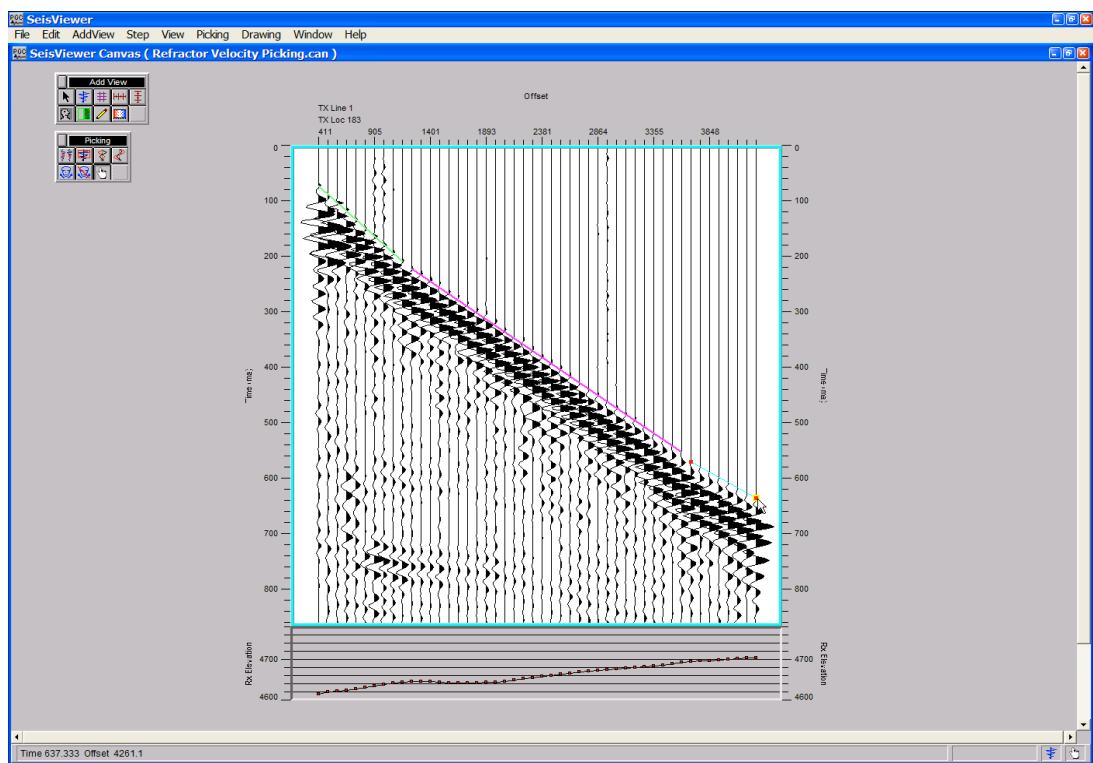 PGC SeisViewer
File Edit AddView Step View Picking Drawing Window Help
PGC SeisViewer Canvas ( Refractor Velocity Picking.can )
Add View
Picking
Offset
TX Line 1
TX Loc 183
411 905 1401 1893 2381 2864 3355 3848
0 0
100 100
200 200
300 300
400 400
Time (ms) Time (ms)
500 500
600 600
700 700
800 800
Rx Elevation Rx Elevation
4700 4700
4600 4600
Time 637.333 Offset 4261.1